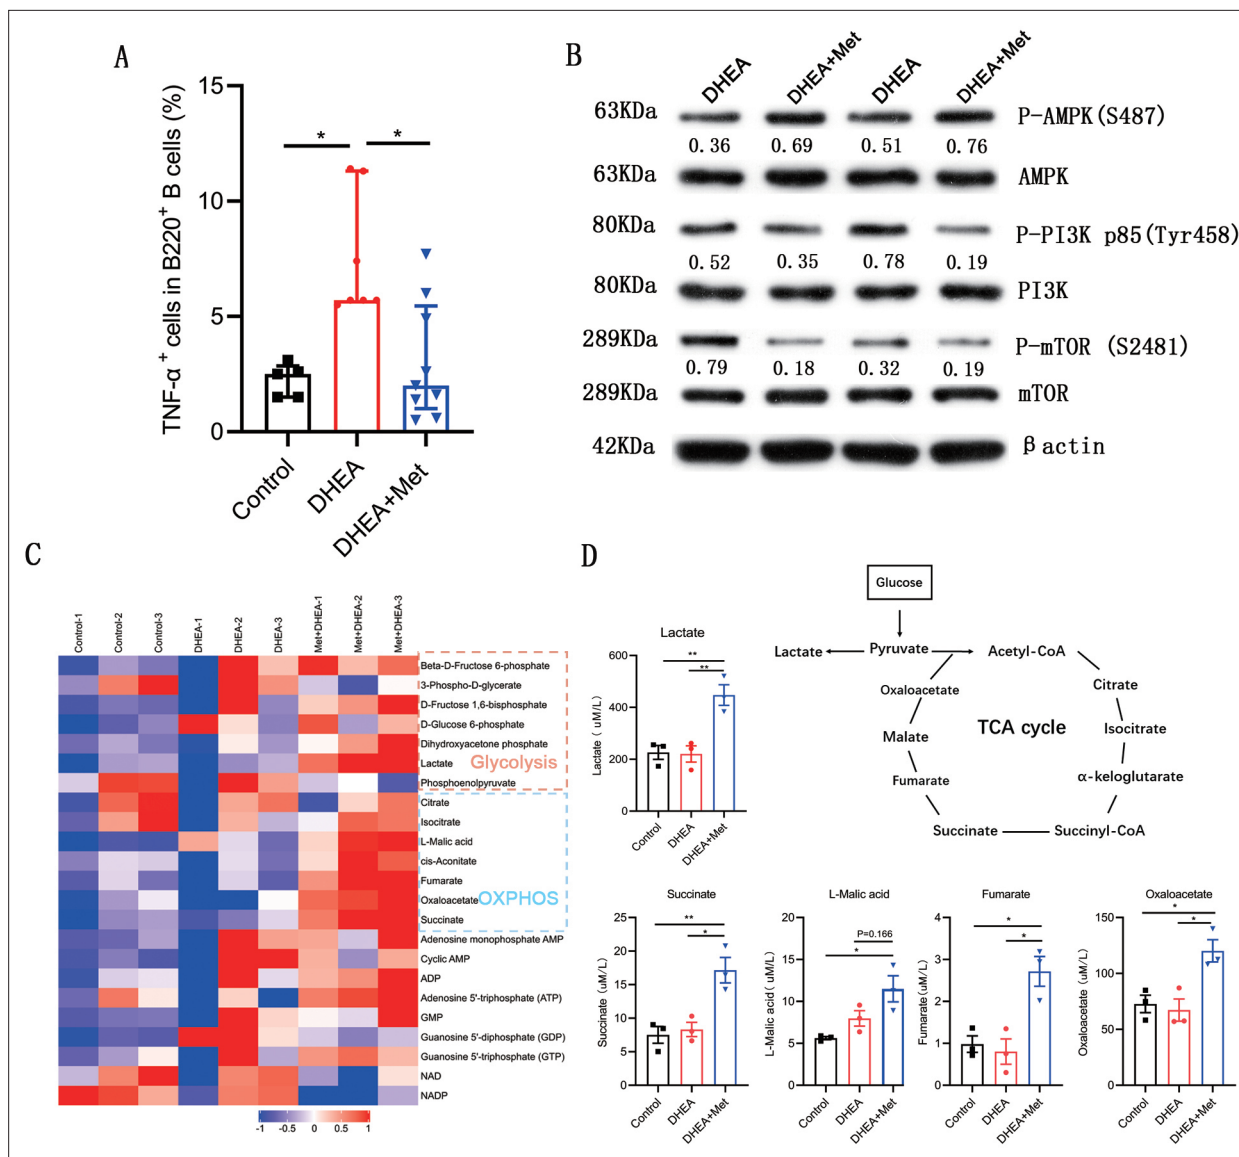 A
TNF-α⁺ cells in B220⁺ B cells (%)
15
10
5
0
*
*
Control
DHEA
DHEA+Met
B
DHEA
DHEA+Met
DHEA
DHEA+Met
63KDa
P-AMPK(S487)
0.36 0.69 0.51 0.76
63KDa
AMPK
80KDa
P-PI3K p85(Tyr458)
0.52 0.35 0.78 0.19
80KDa
PI3K
289KDa
P-mTOR (S2481)
0.79 0.18 0.32 0.19
289KDa
mTOR
42KDa
β actin
C
Control-1
Control-2
Control-3
DHEA-1
DHEA-2
DHEA-3
Met+DHEA-1
Met+DHEA-2
Met+DHEA-3
Beta-D-Fructose 6-phosphate
3-Phospho-D-glycerate
D-Fructose 1,6-bisphosphate
D-Glucose 6-phosphate
Dihydroxyacetone phosphate
Lactate
Glycolysis
Phosphoenolpyruvate
Citrate
Isocitrate
L-Malic acid
cis-Aconitate
Fumarate
Oxaloacetate
OXPHOS
Succinate
Adenosine monophosphate AMP
Cyclic AMP
ADP
Adenosine 5'-triphosphate (ATP)
GMP
Guanosine 5'-diphosphate (GDP)
Guanosine 5'-triphosphate (GTP)
NAD
NADP
-1 -0.5 0 0.5 1
D
Lactate
Lactate ( uM/L)
600
400
200
0
**
**
Control
DHEA
DHEA+Met
Glucose
Lactate
Pyruvate
Acetyl-CoA
Oxaloacetate
Citrate
Malate
TCA cycle
Isocitrate
Fumarate
α-keloglutarate
Succinate
Succinyl-CoA
Succinate
Succinate (uM/L)
25
20
15
10
5
0
**
*
Control
DHEA
DHEA+Met
L-Malic acid
L-Malic acid( uM/L)
20
15
10
5
0
P=0.166
*
Control
DHEA
DHEA+Met
Fumarate
Fumarate(uM/L)
4
3
2
1
0
*
*
Control
DHEA
DHEA+Met
Oxaloacetate
Oxaloacetate (uM/L)
150
100
50
0
*
*
Control
DHEA
DHEA+Met